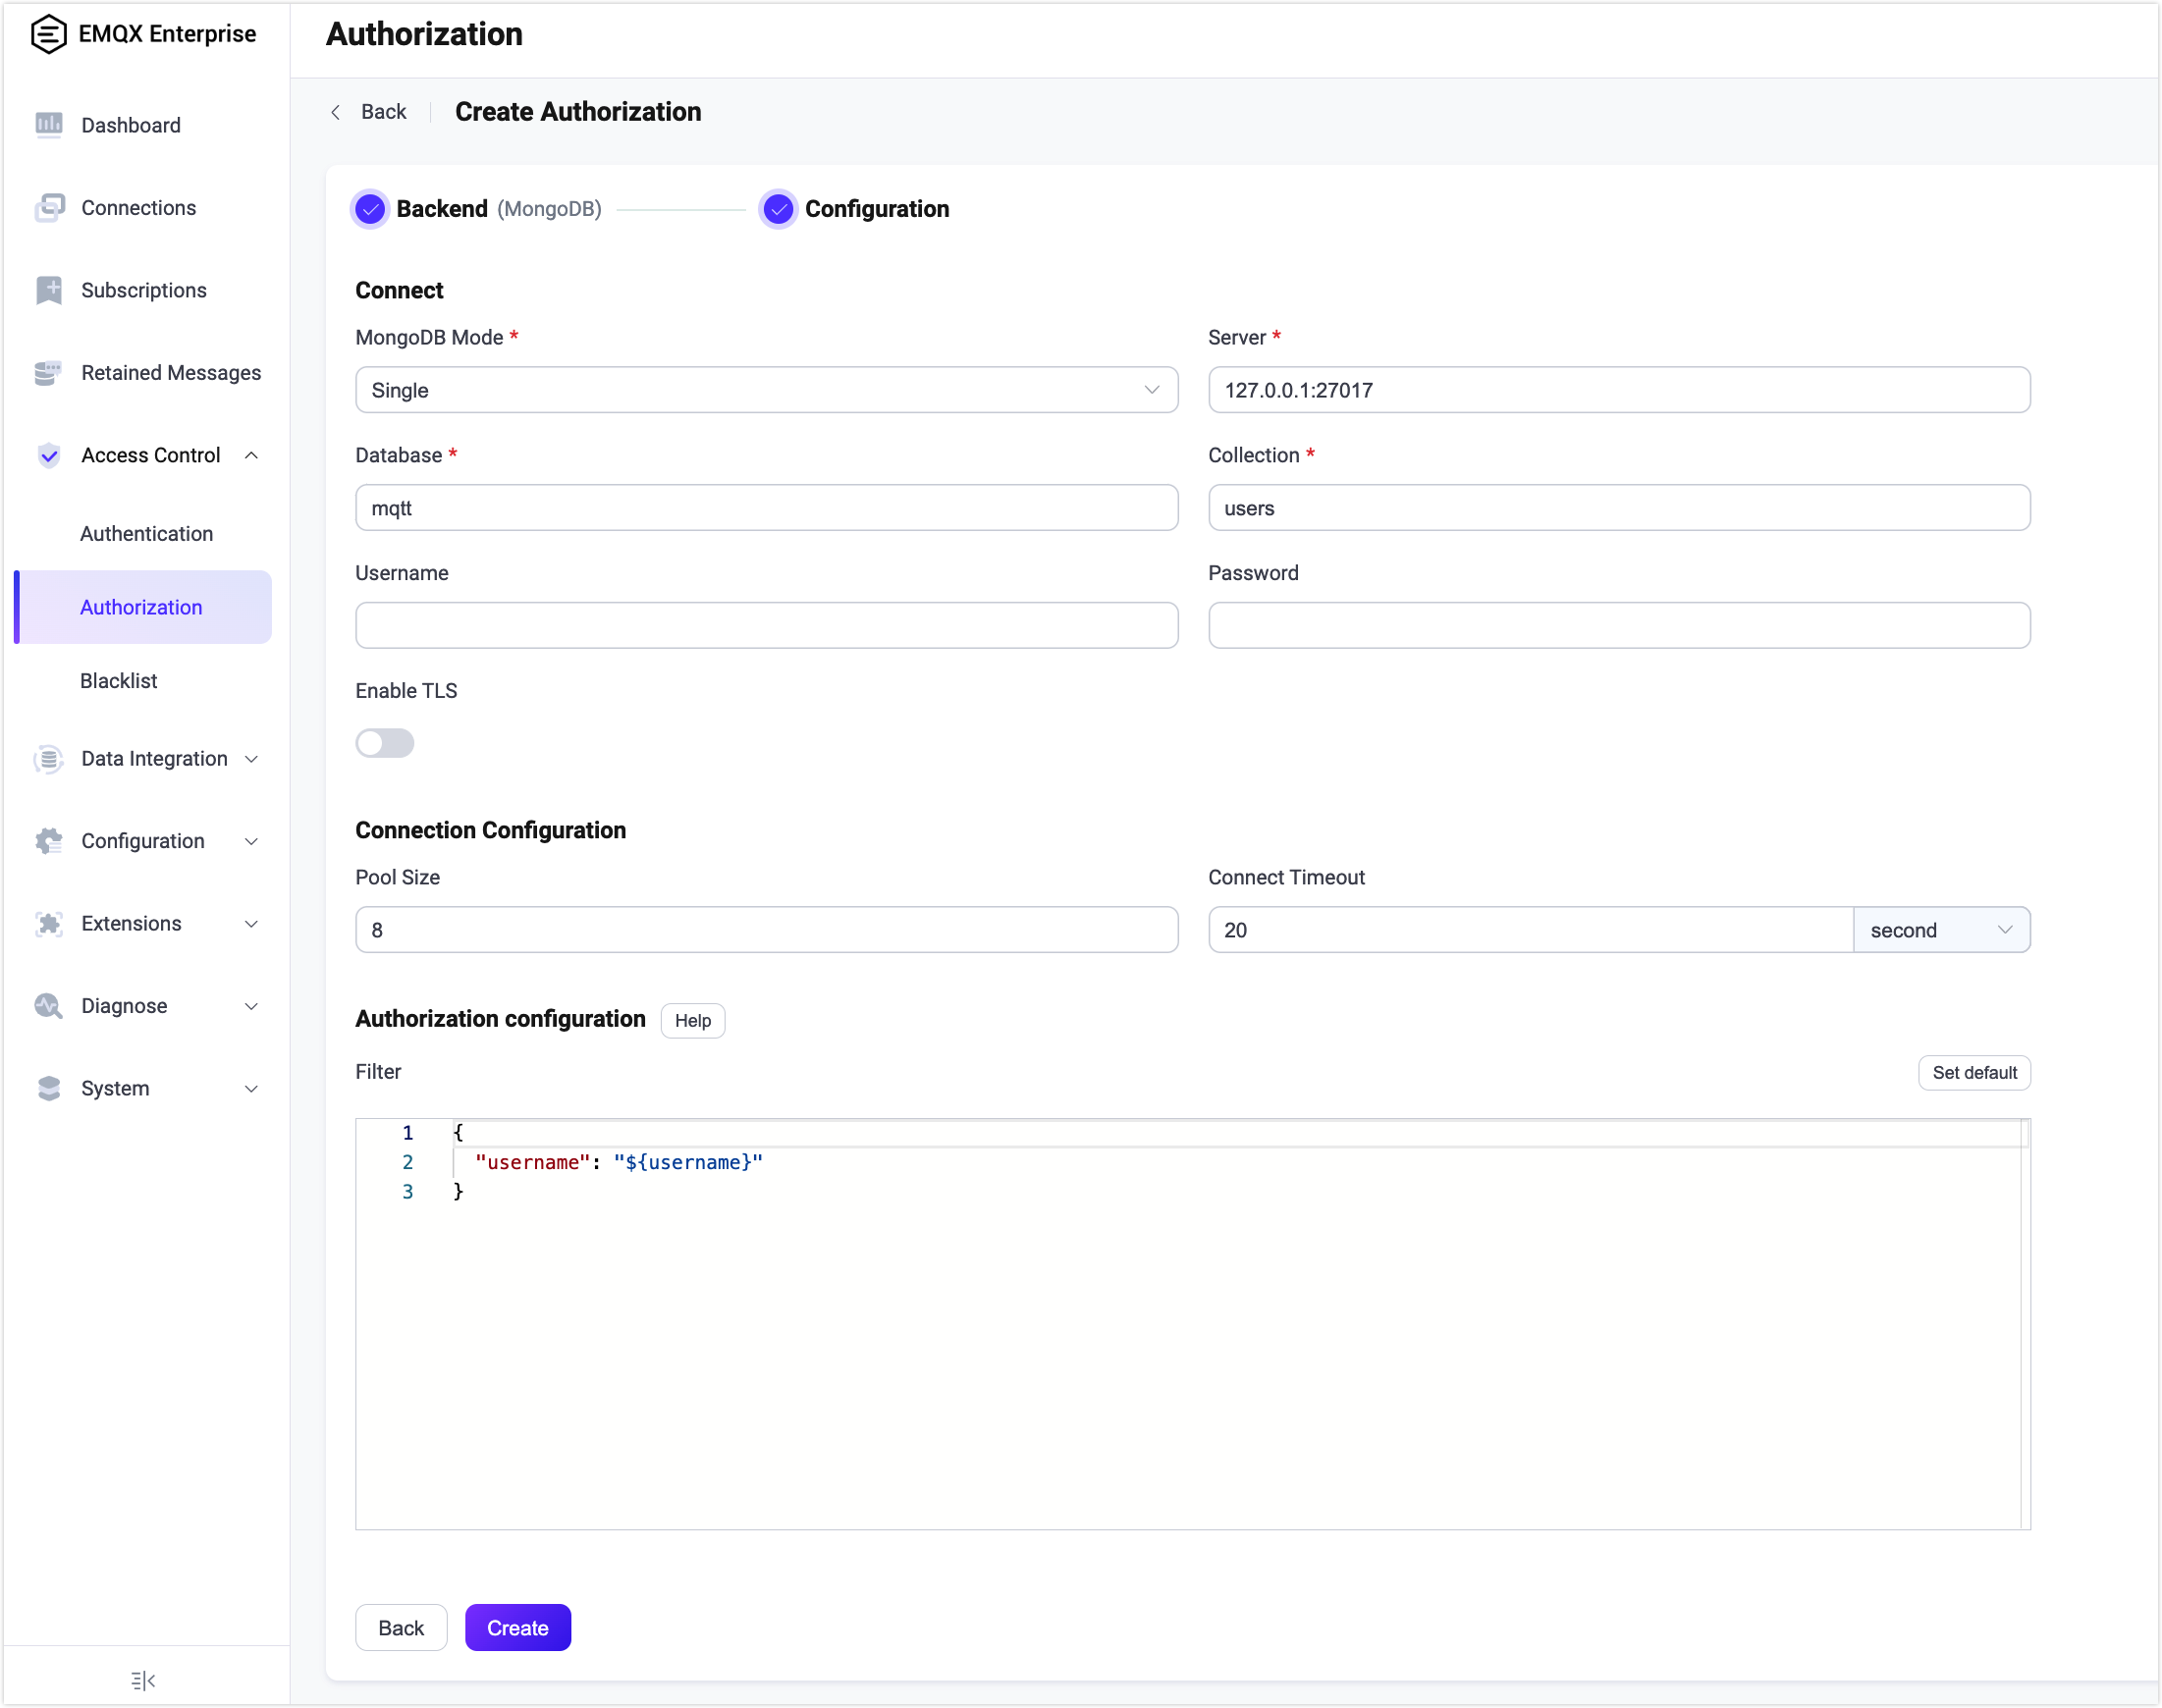 EMQX Enterprise
Dashboard
Connections
Subscriptions
Retained Messages
Access Control
Authentication
Authorization
Blacklist
Data Integration
Configuration
Extensions
Diagnose
System
Authorization
Back
Create Authorization
Backend (MongoDB)
Configuration
Connect
MongoDB Mode *
Server *
Single
127.0.0.1:27017
Database *
Collection *
mqtt
users
Username
Password
Enable TLS
Connection Configuration
Pool Size
Connect Timeout
8
20
second
Authorization configuration
Help
Filter
Set default
1 {
2 "username": "${username}"
3 }
Back
Create